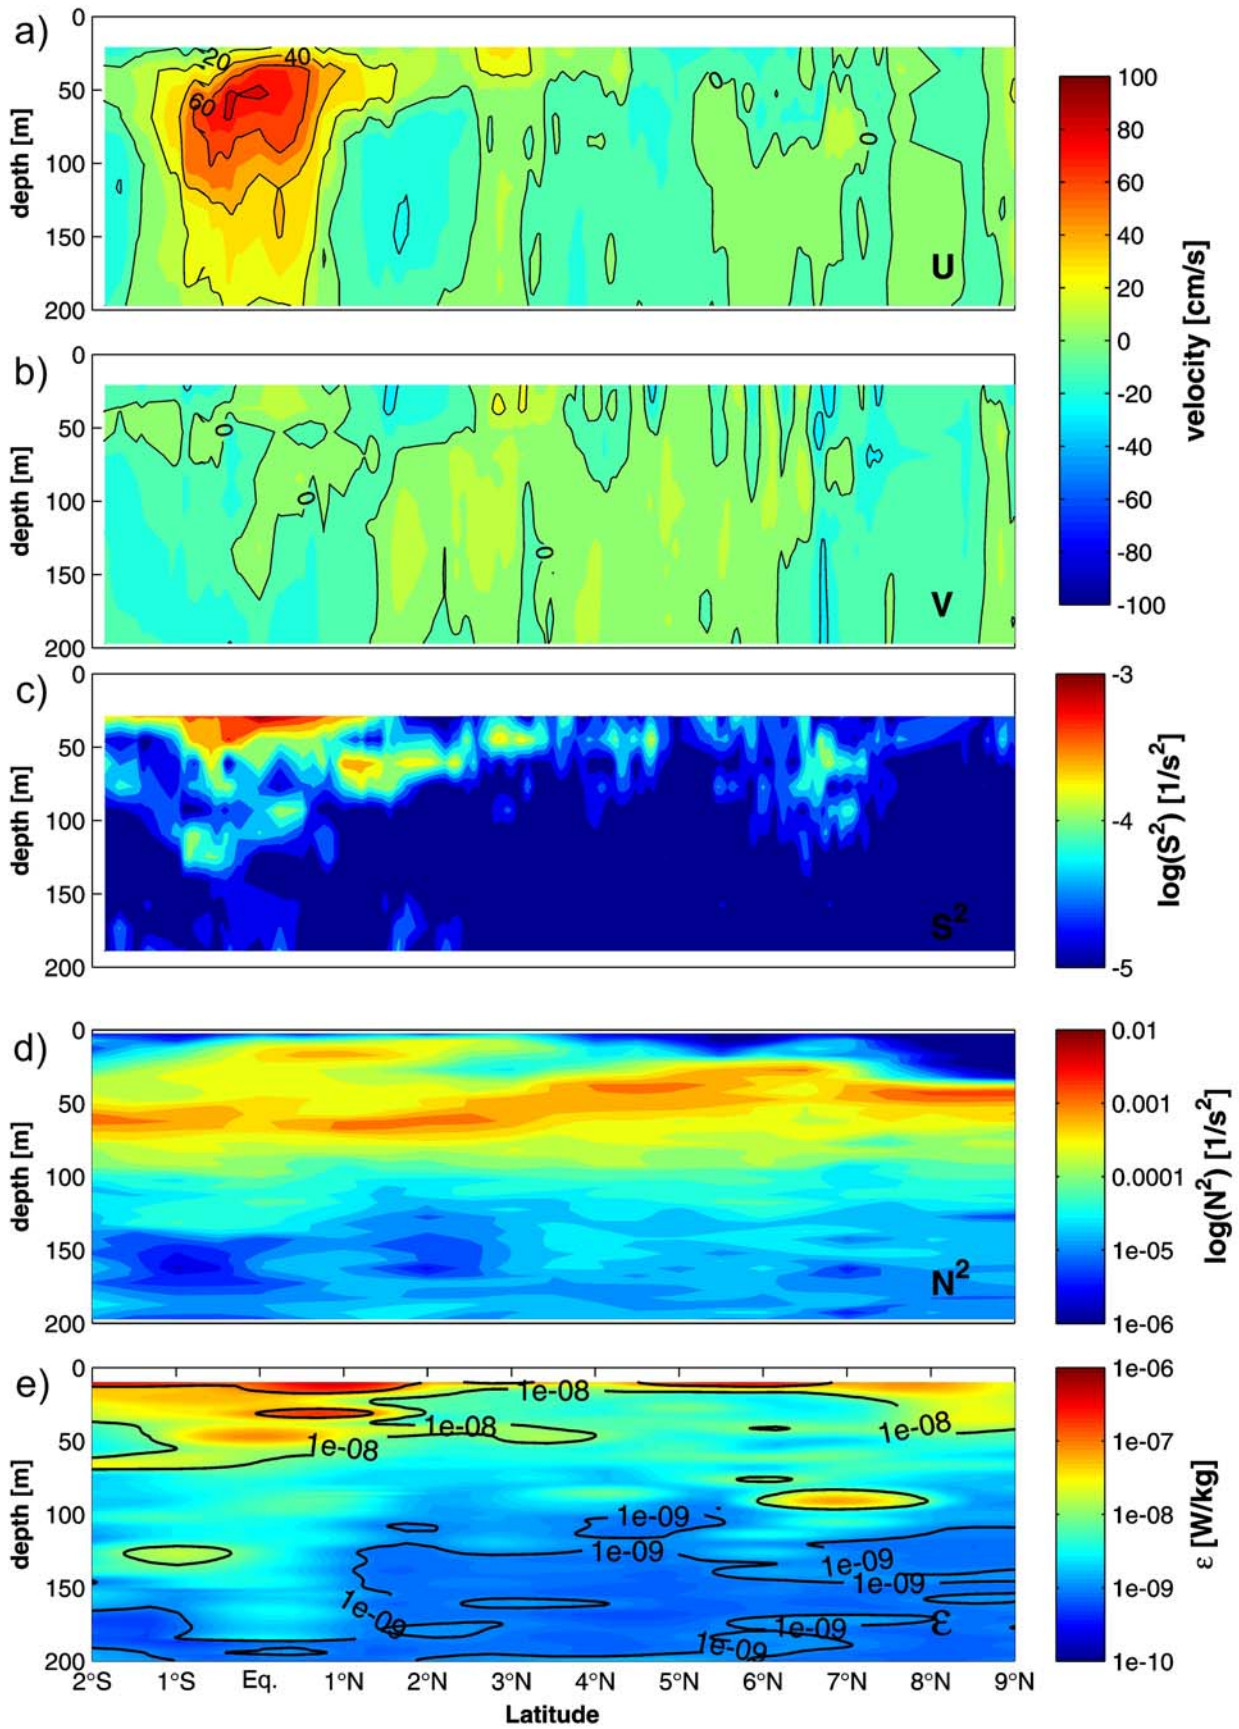 a)
0
50
100
150
200
depth [m]
20
40
60
0
0
U
b)
0
50
100
150
200
depth [m]
0
0
0
V
100
80
60
40
20
0
-20
-40
-60
-80
-100
velocity [cm/s]
c)
0
50
100
150
200
depth [m]
S²
-3
-4
-5
log(S²) [1/s²]
d)
0
50
100
150
200
depth [m]
N²
0.01
0.001
0.0001
1e-05
1e-06
log(N²) [1/s²]
e)
0
50
100
150
200
depth [m]
1e-08
1e-08
1e-08
1e-08
1e-09
1e-09
1e-09
1e-09
1e-09
1e-09
1e-09
ε
1e-06
1e-07
1e-08
1e-09
1e-10
ε [W/kg]
2°S 1°S Eq. 1°N 2°N 3°N 4°N 5°N 6°N 7°N 8°N 9°N
Latitude